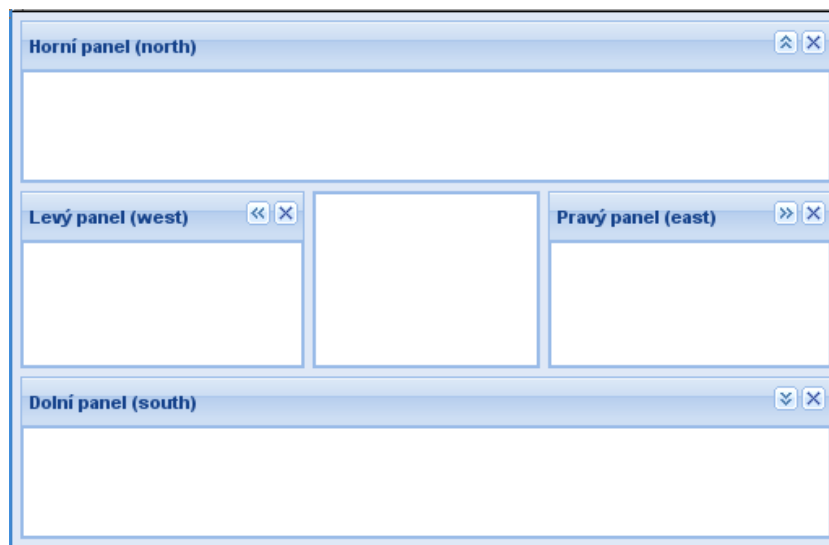 Horní panel (north)
Levý panel (west)
Pravý panel (east)
Dolní panel (south)